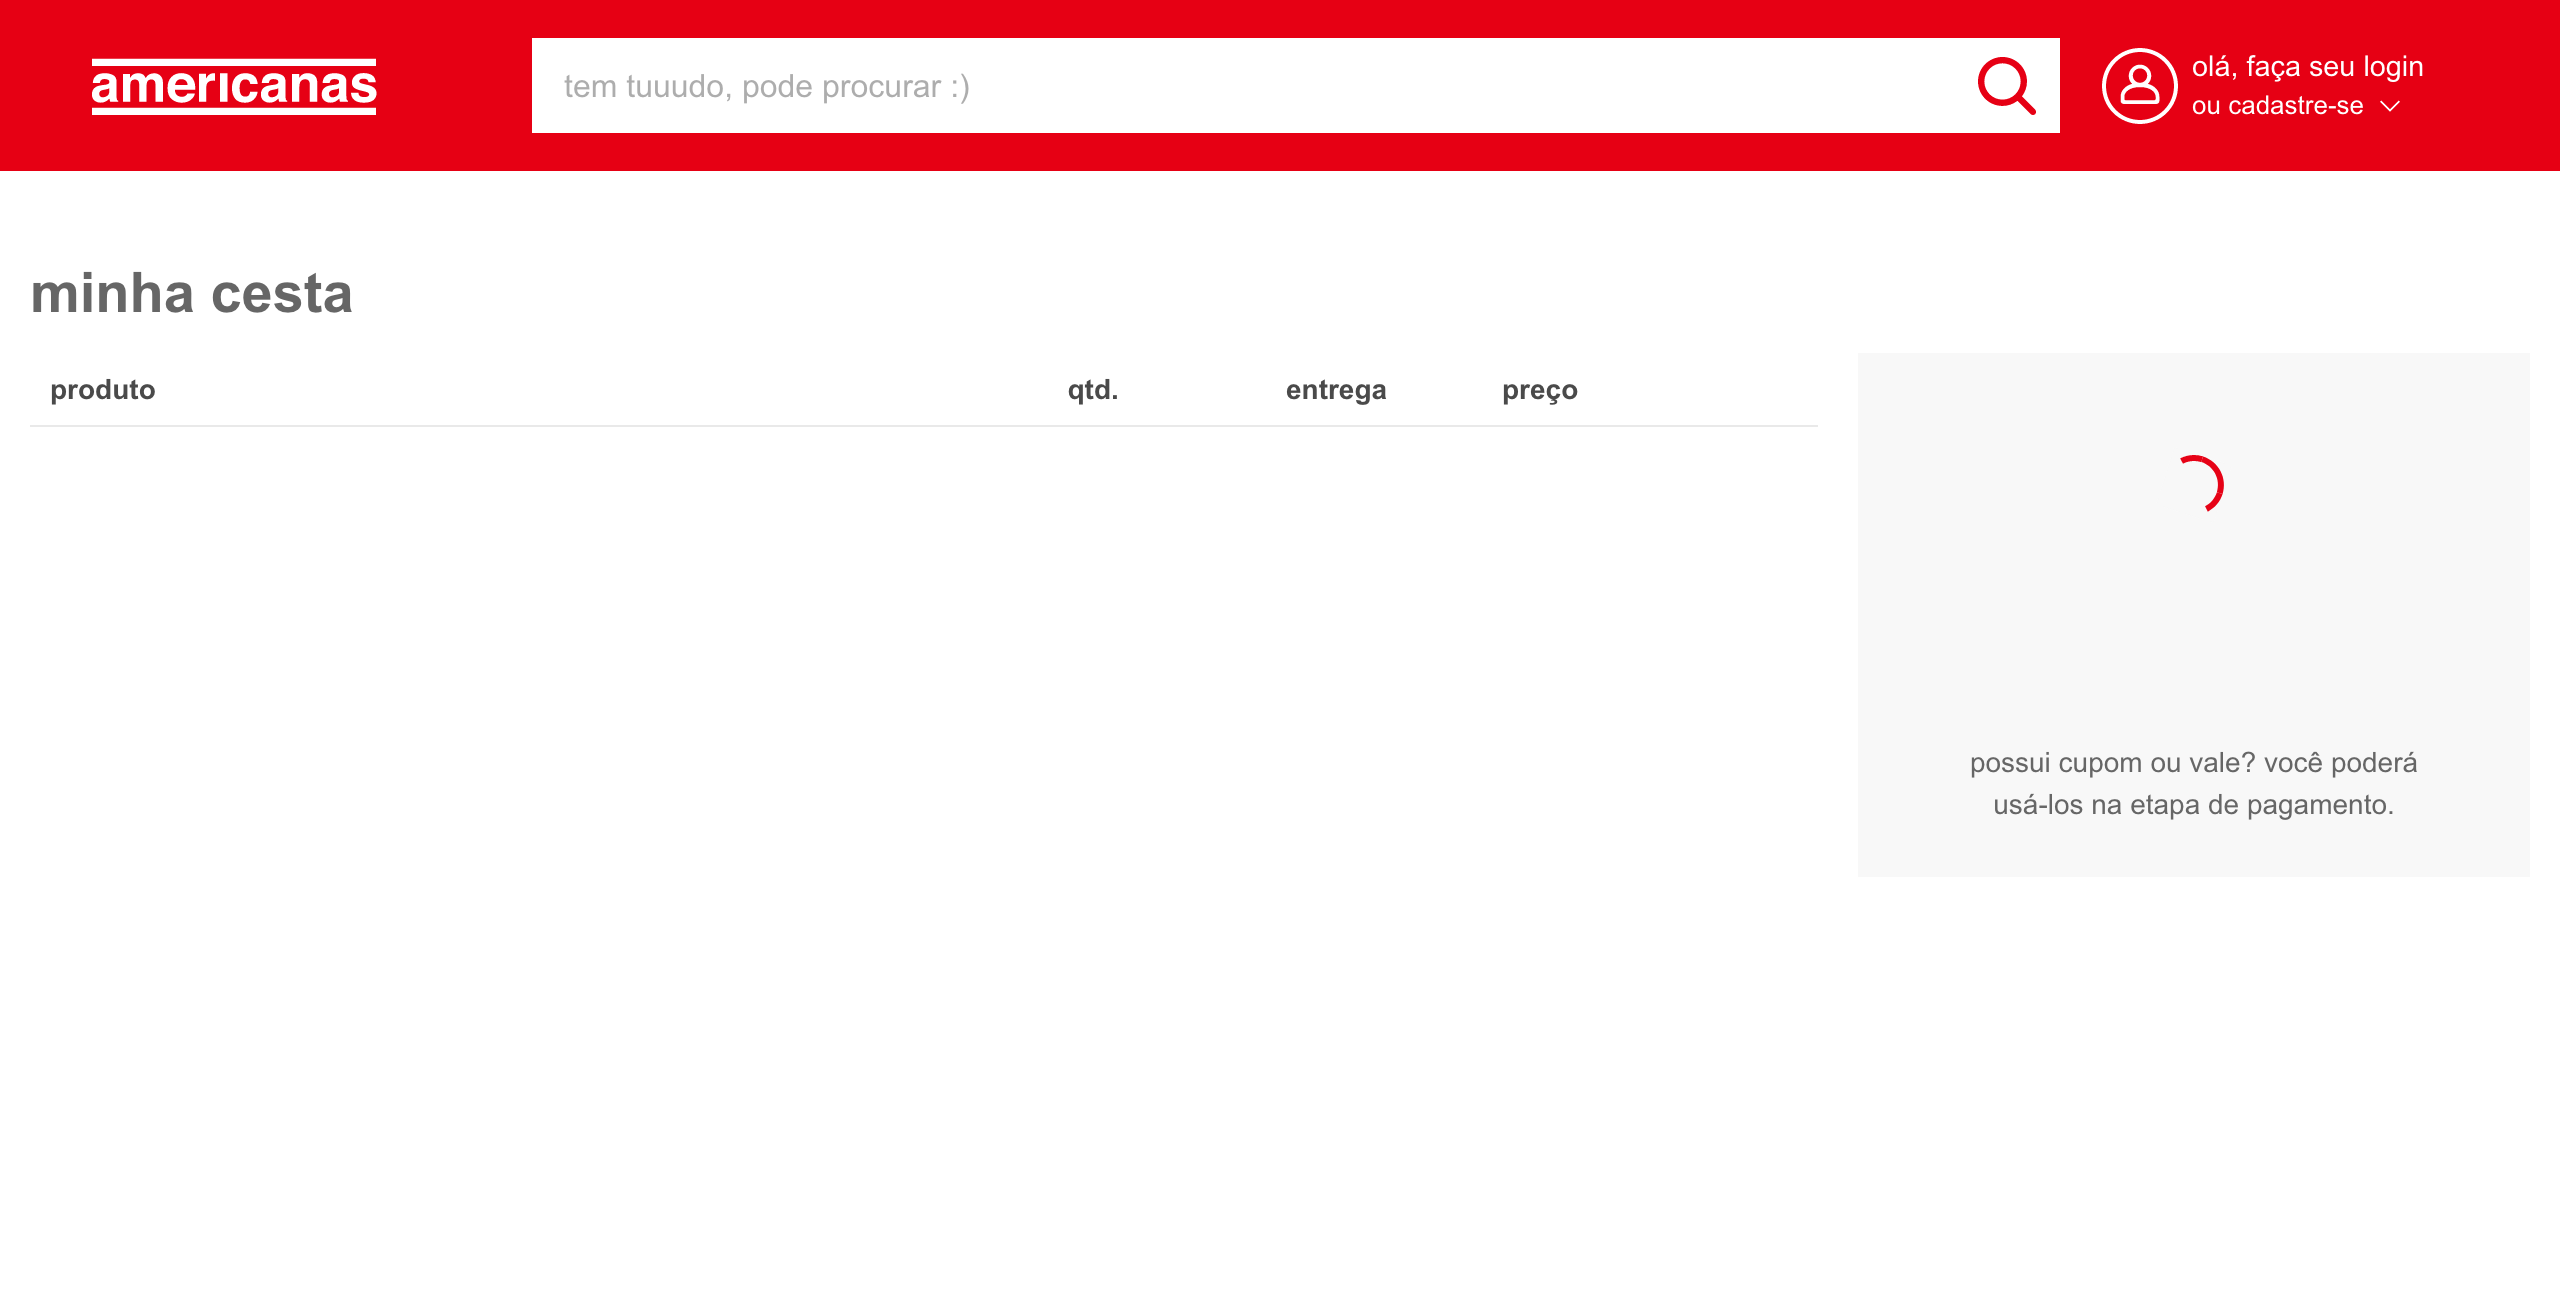 americanas
tem tuuudo, pode procurar :)
olá, faça seu login
ou cadastre-se
minha cesta
produto qtd. entrega preço
possui cupom ou vale? você poderá
usá-los na etapa de pagamento.